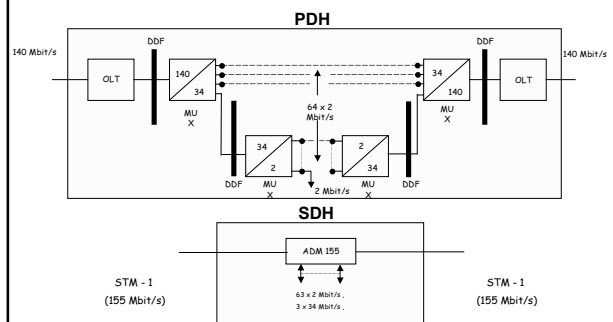 PDH
140 Mbit/s
DDF
DDF
140 Mbit/s
OLT
140
34
34
140
OLT
MU
X
64 x 2
Mbit/s
MU
X
34
2
2
34
DDF
MU
X
2 Mbit/s
MU
X
DDF
SDH
ADM 155
STM - 1
(155 Mbit/s)
63 x 2 Mbit/s ,
3 x 34 Mbit/s ,
STM - 1
(155 Mbit/s)